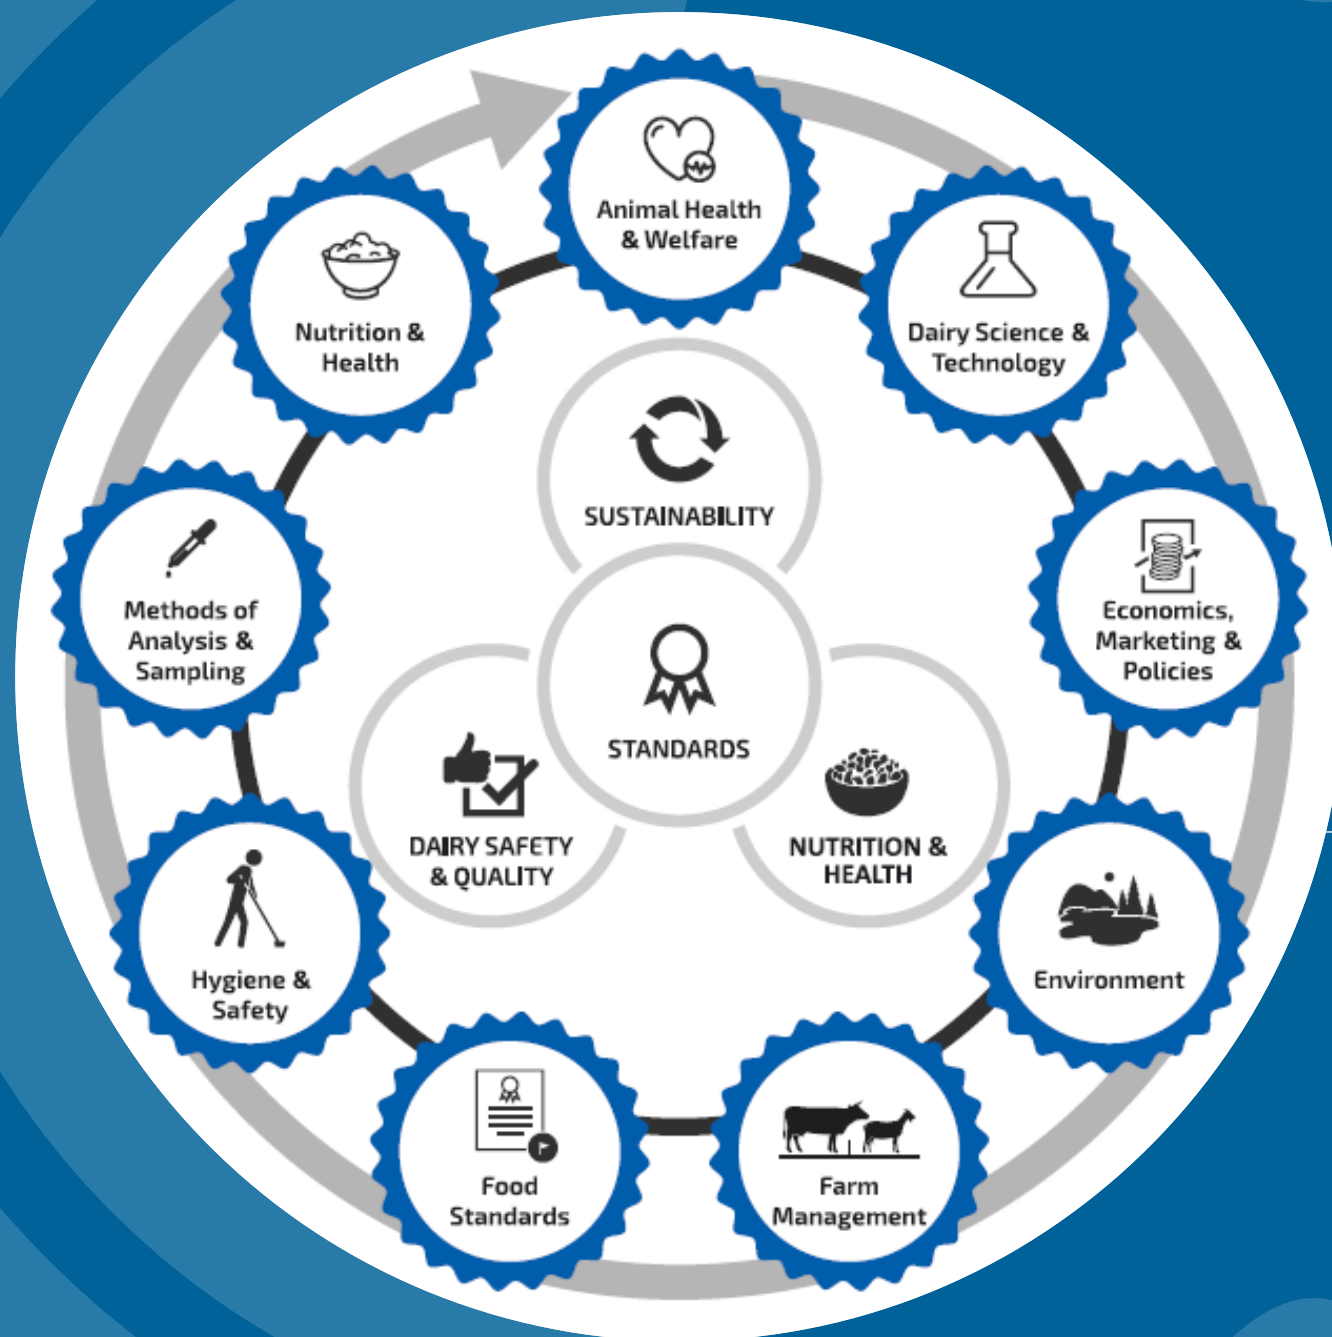 Animal Health
& Welfare
Dairy Science &
Technology
Economics,
Marketing &
Policies
Environment
Farm
Management
Food
Standards
Hygiene &
Safety
Methods of
Analysis &
Sampling
Nutrition &
Health
SUSTAINABILITY
STANDARDS
DAIRY SAFETY
& QUALITY
NUTRITION &
HEALTH